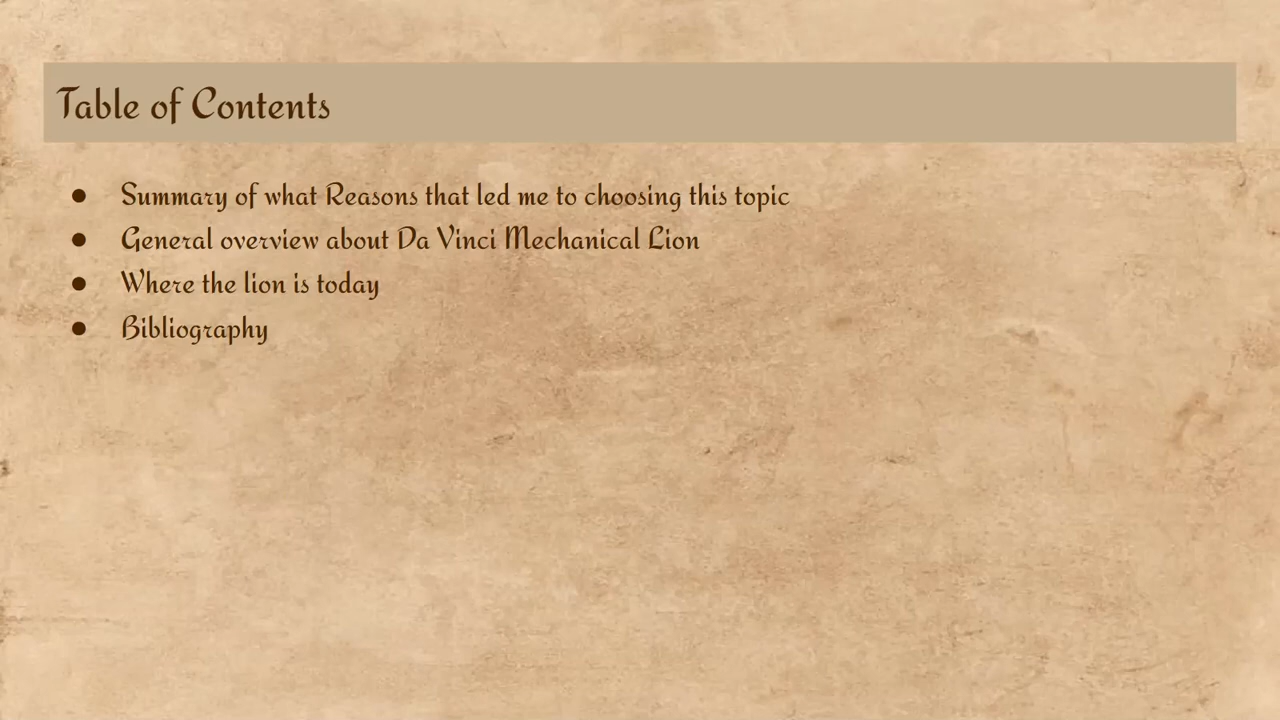 Table of Contents
● Summary of what Reasons that led me to choosing this topic
● General overview about Da Vinci Mechanical Lion
● Where the lion is today
● Bibliography